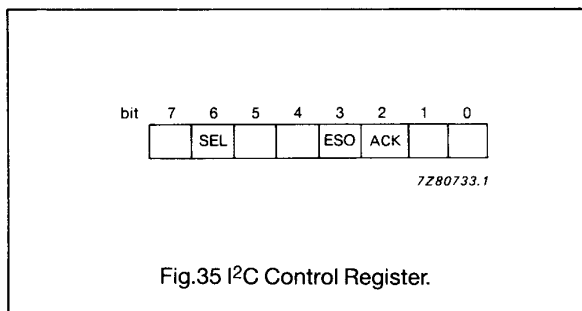 bit 7 6 5 4 3 2 1 0
SEL ESO ACK
7Z80733.1
Fig.35 I²C Control Register.